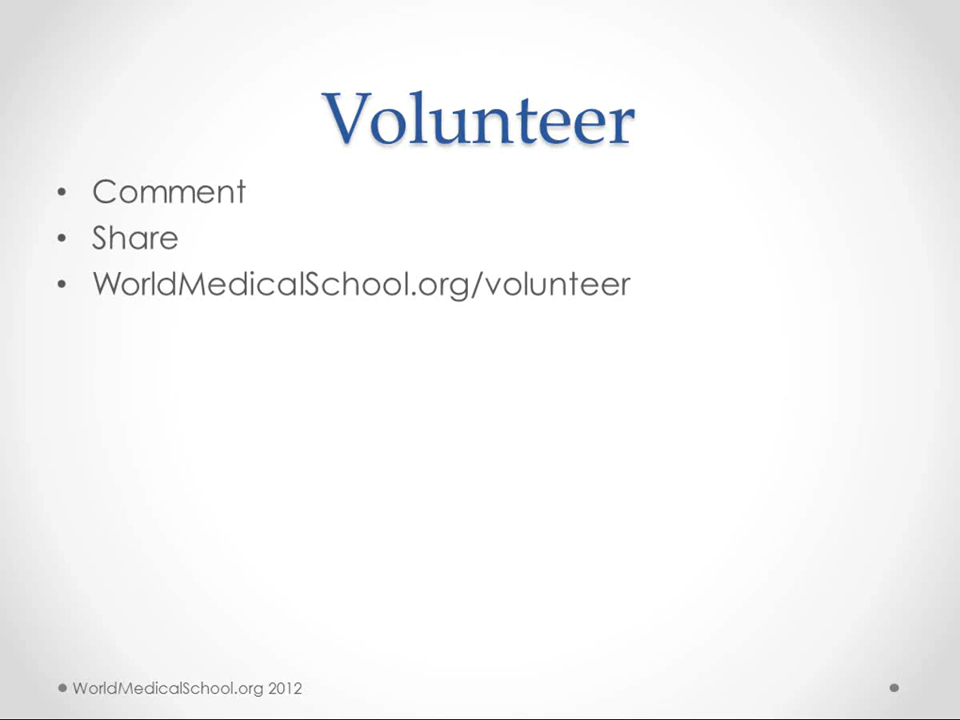 Volunteer
• Comment
• Share
• WorldMedicalSchool.org/volunteer
WorldMedicalSchool.org 2012